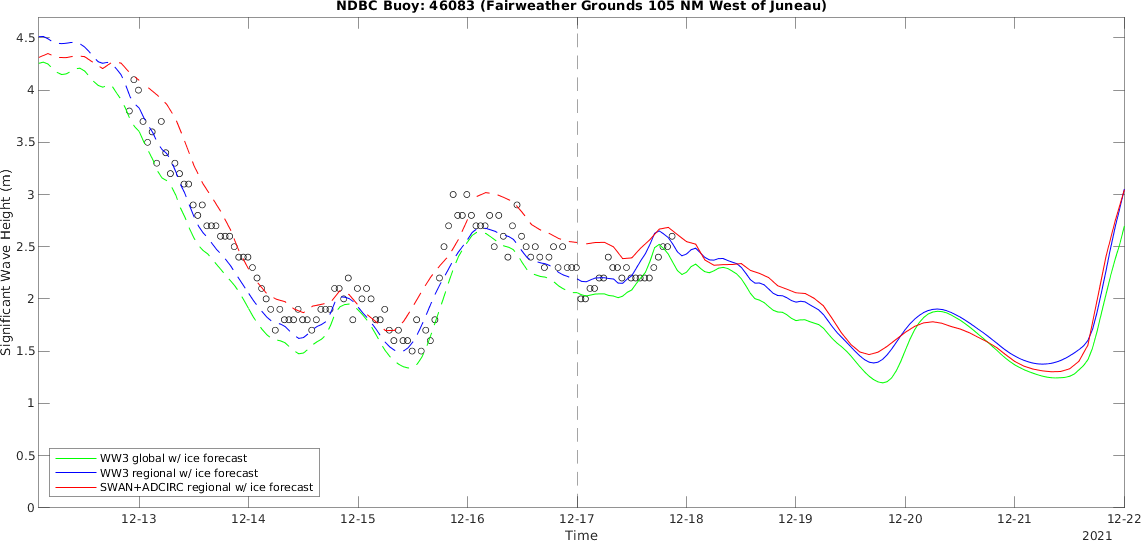 NDBC Buoy: 46083 (Fairweather Grounds 105 NM West of Juneau)
Significant Wave Height (m)
4.5
4
3.5
3
2.5
2
1.5
1
0.5
0
WW3 global w/ ice forecast
WW3 regional w/ ice forecast
SWAN+ADCIRC regional w/ ice forecast
12-13 12-14 12-15 12-16 12-17 12-18 12-19 12-20 12-21 12-22
Time
2021